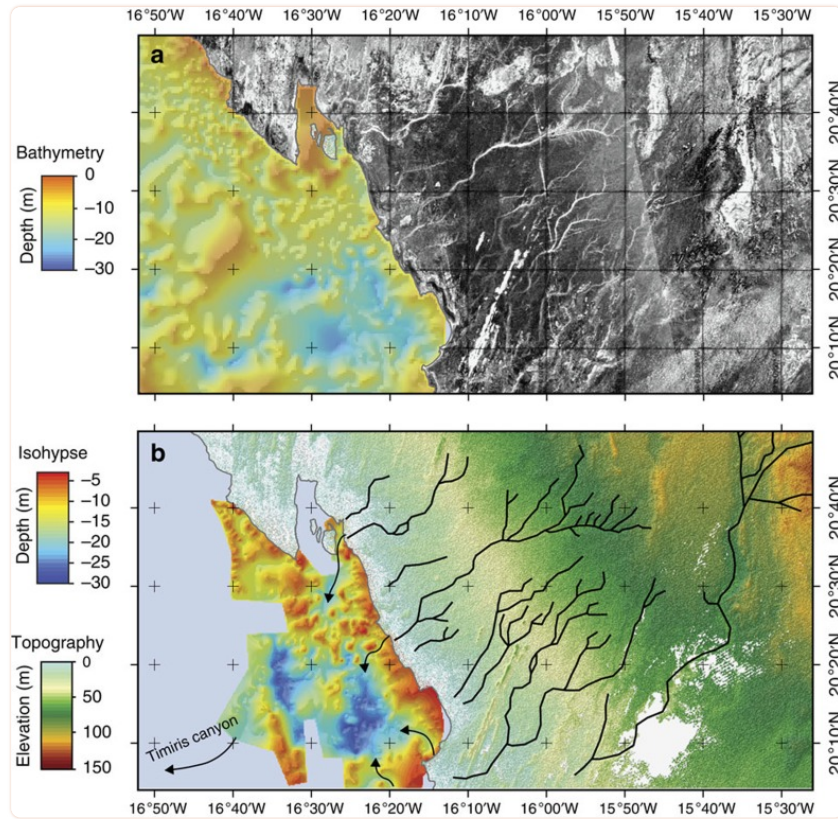 16°50'W 16°40'W 16°30'W 16°20'W 16°10'W 16°00'W 15°50'W 15°40'W 15°30'W
a
Bathymetry
Depth (m)
0
–10
–20
–30
20°40'N
20°30'N
20°20'N
20°10'N
b
Isohypse
Depth (m)
–5
–10
–15
–20
–25
–30
Topography
Elevation (m)
0
50
100
150
Timiris canyon
20°40'N
20°30'N
20°20'N
20°10'N
16°50'W 16°40'W 16°30'W 16°20'W 16°10'W 16°00'W 15°50'W 15°40'W 15°30'W